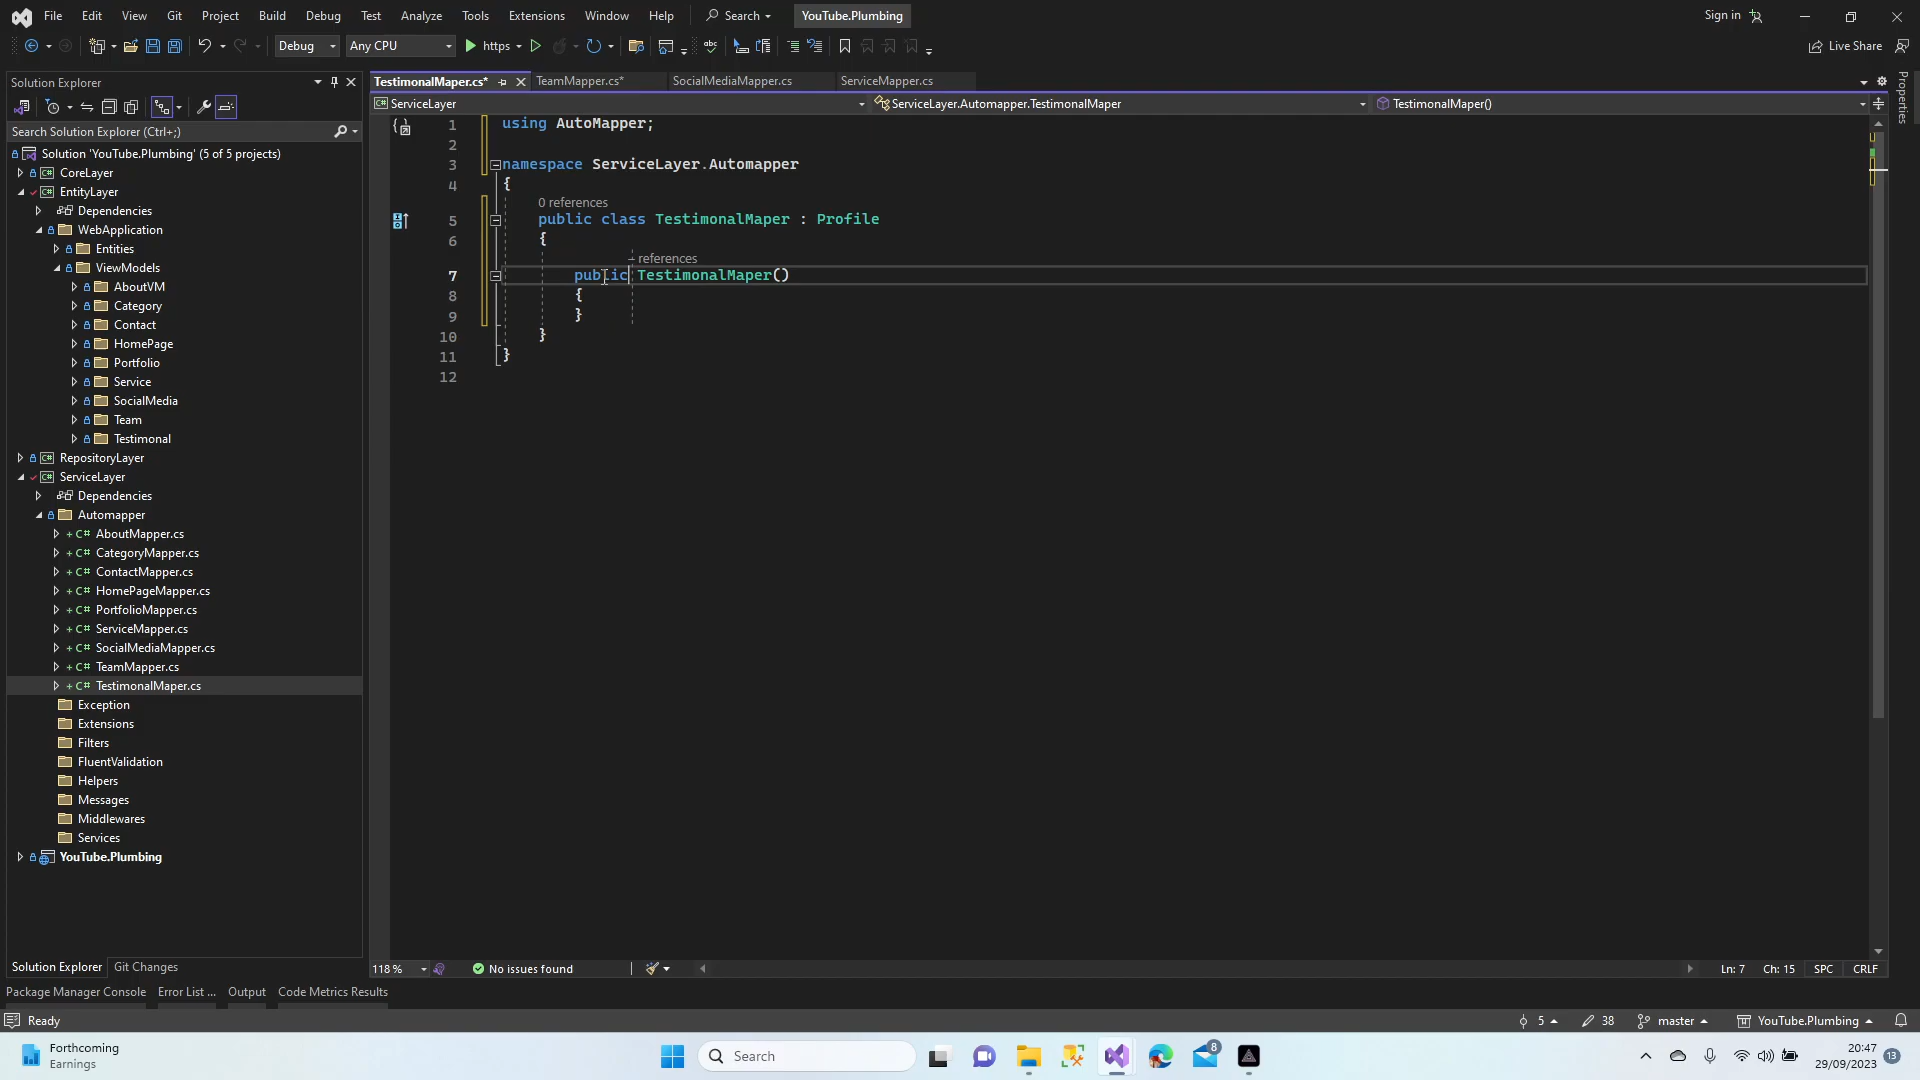 File Edit View Git Project Build Debug Test Analyze Tools Extensions Window Help Search YouTube.Plumbing Sign in
Debug Any CPU https Live Share
Solution Explorer
TestimonalMaper.cs* TeamMapper.cs* SocialMediaMapper.cs ServiceMapper.cs
Properties
ServiceLayer ServiceLayer.Automapper.TestimonalMaper TestimonalMaper()
Search Solution Explorer (Ctrl+;)
Solution 'YouTube.Plumbing' (5 of 5 projects)
C# CoreLayer
C# EntityLayer
Dependencies
WebApplication
Entities
ViewModels
AboutVM
Category
Contact
HomePage
Portfolio
Service
SocialMedia
Team
Testimonal
C# RepositoryLayer
C# ServiceLayer
Dependencies
Automapper
+ C# AboutMapper.cs
+ C# CategoryMapper.cs
+ C# ContactMapper.cs
+ C# HomePageMapper.cs
+ C# PortfolioMapper.cs
+ C# ServiceMapper.cs
+ C# SocialMediaMapper.cs
+ C# TeamMapper.cs
+ C# TestimonalMaper.cs
Exception
Extensions
Filters
FluentValidation
Helpers
Messages
Middlewares
Services
YouTube.Plumbing
Solution Explorer Git Changes
1 using AutoMapper;
2
3 namespace ServiceLayer.Automapper
4 {
0 references
5 public class TestimonalMaper : Profile
6 {
– references
7 public TestimonalMaper()
8 {
9 }
10 }
11 }
12
118 % No issues found Ln: 7 Ch: 15 SPC CRLF
Package Manager Console Error List ... Output Code Metrics Results
Ready 5 38 master YouTube.Plumbing
Forthcoming
Earnings
Search
8
20:47
29/09/2023
13